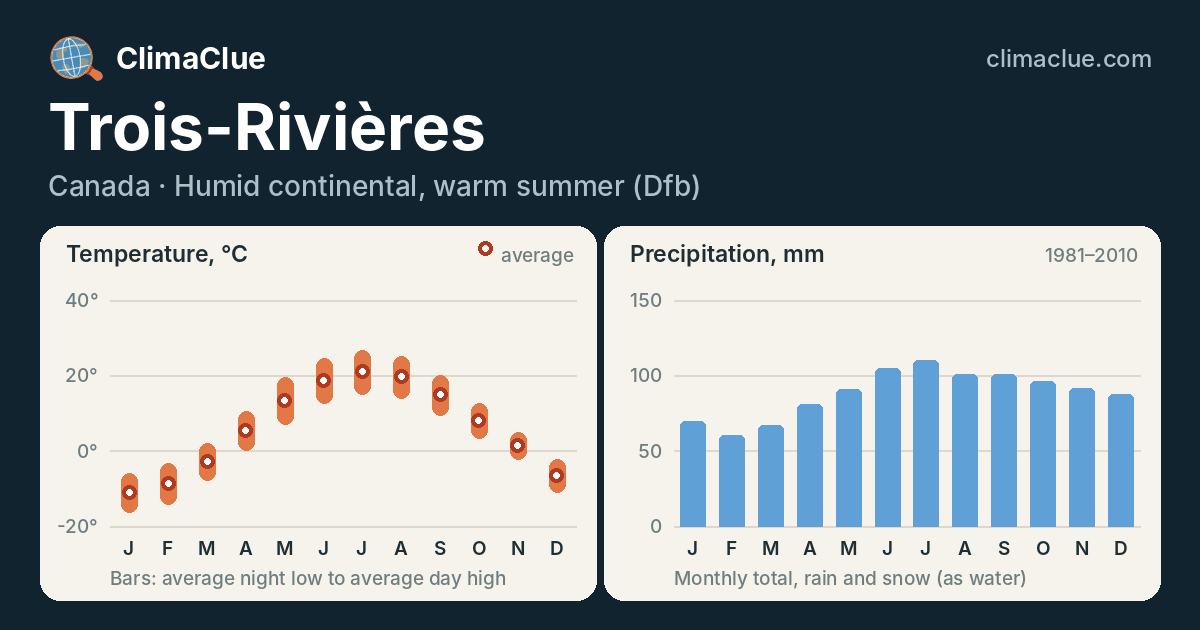 ClimaClue
climaclue.com
Trois-Rivières
Canada · Humid continental, warm summer (Dfb)
Temperature, °C
average
40°
20°
0°
-20°
J F M A M J J A S O N D
Bars: average night low to average day high
Precipitation, mm
1981–2010
150
100
50
0
J F M A M J J A S O N D
Monthly total, rain and snow (as water)